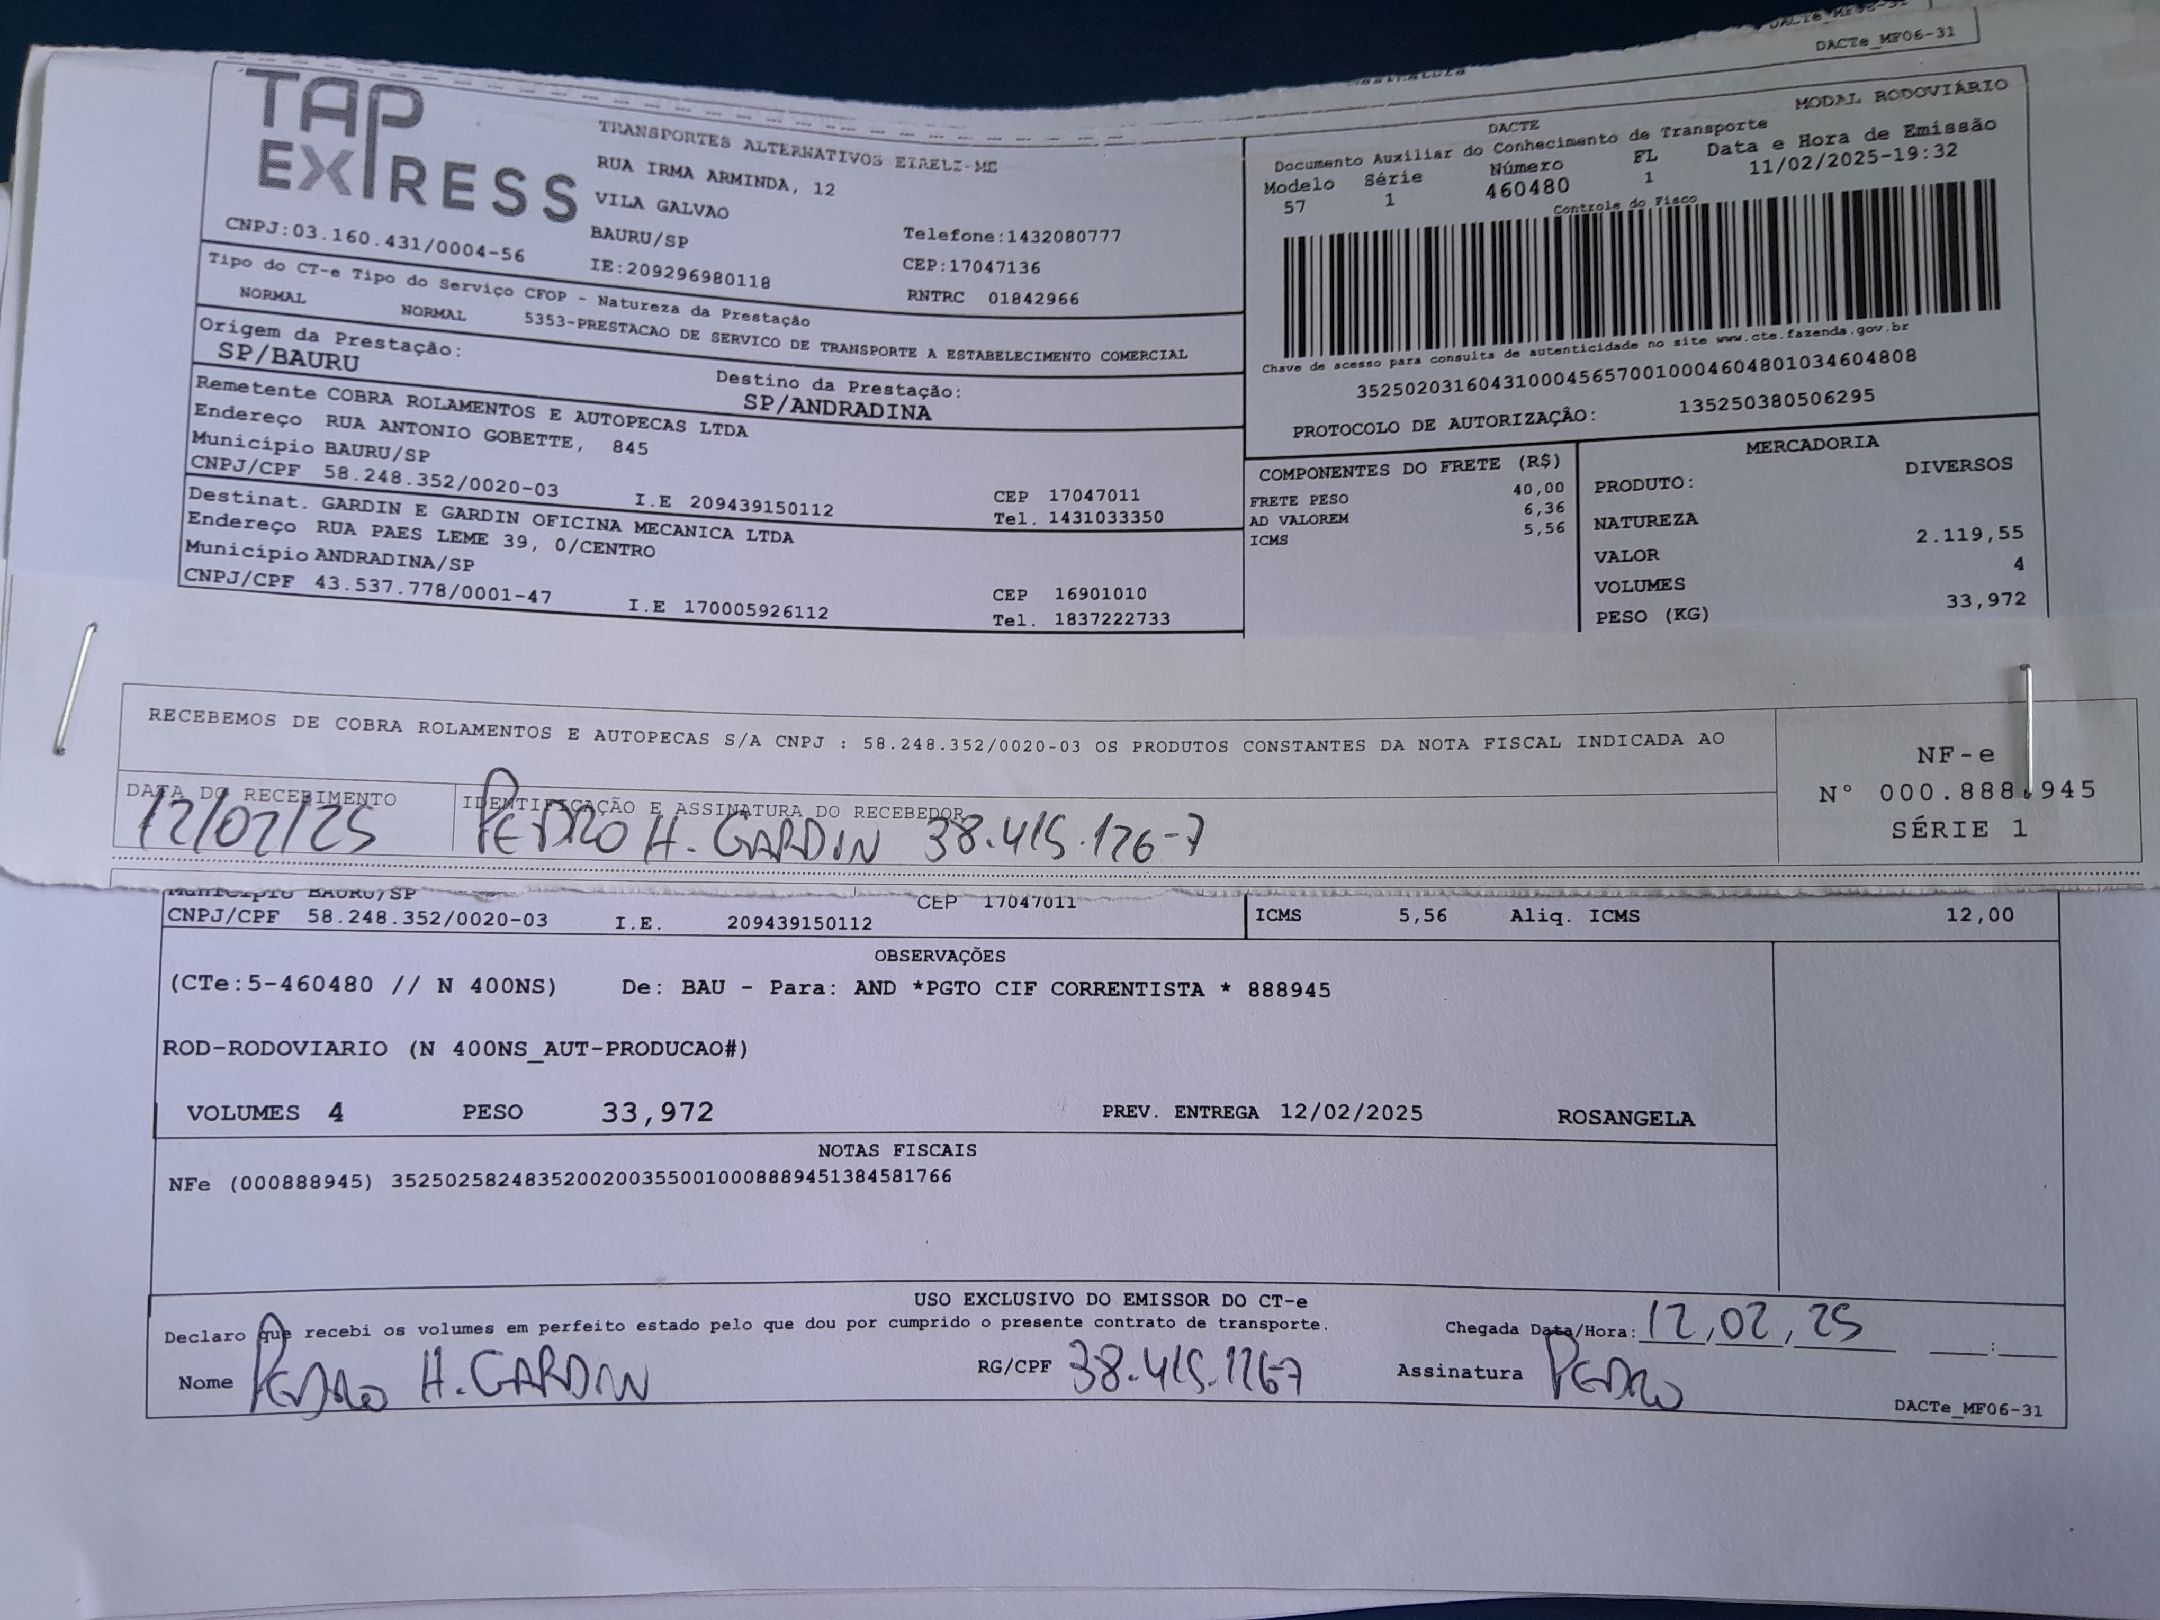 DACTe_MF06-31
TAP
EXPRESS
TRANSPORTES ALTERNATIVOS EIRELI-ME
RUA IRMA ARMINDA, 12
VILA GALVAO
BAURU/SP
IE:209296980118
Telefone:1432080777
CEP:17047136
RNTRC 01842966
CNPJ:03.160.431/0004-56
DACTE
MODAL RODOVIÁRIO
Documento Auxiliar do Conhecimento de Transporte
Modelo Série Número FL Data e Hora de Emissão
57 1 460480 1 11/02/2025-19:32
Controle do Fisco
Chave de acesso para consulta de autenticidade no site www.cte.fazenda.gov.br
35250203160431000456570010004604801034604808
PROTOCOLO DE AUTORIZAÇÃO: 135250380506295
Tipo do CT-e Tipo do Serviço CFOP - Natureza da Prestação
NORMAL NORMAL 5353-PRESTACAO DE SERVICO DE TRANSPORTE A ESTABELECIMENTO COMERCIAL
Origem da Prestação:
SP/BAURU
Destino da Prestação:
SP/ANDRADINA
Remetente COBRA ROLAMENTOS E AUTOPECAS LTDA
Endereço RUA ANTONIO GOBETTE, 845
Município BAURU/SP CEP 17047011
CNPJ/CPF 58.248.352/0020-03 I.E 209439150112 Tel. 1431033350
Destinat. GARDIN E GARDIN OFICINA MECANICA LTDA
Endereço RUA PAES LEME 39, 0/CENTRO
Município ANDRADINA/SP CEP 16901010
CNPJ/CPF 43.537.778/0001-47 I.E 170005926112 Tel. 1837222733
COMPONENTES DO FRETE (R$)
FRETE PESO 40,00
AD VALOREM 6,36
ICMS 5,56
MERCADORIA
PRODUTO: DIVERSOS
NATUREZA
VALOR 2.119,55
VOLUMES 4
PESO (KG) 33,972
RECEBEMOS DE COBRA ROLAMENTOS E AUTOPECAS S/A CNPJ : 58.248.352/0020-03 OS PRODUTOS CONSTANTES DA NOTA FISCAL INDICADA AO
DATA DO RECEBIMENTO
12/02/25
IDENTIFICAÇÃO E ASSINATURA DO RECEBEDOR
PEDRO H. GARDIN 38.415.126-7
NF-e
N° 000.888.945
SÉRIE 1
Município BAURU/SP CEP 17047011
CNPJ/CPF 58.248.352/0020-03 I.E. 209439150112
ICMS 5,56 Aliq. ICMS 12,00
OBSERVAÇÕES
(CTe:5-460480 // N 400NS) De: BAU - Para: AND *PGTO CIF CORRENTISTA * 888945
ROD-RODOVIARIO (N 400NS_AUT-PRODUCAO#)
VOLUMES 4 PESO 33,972 PREV. ENTREGA 12/02/2025 ROSANGELA
NOTAS FISCAIS
NFe (000888945) 35250258248352002003550010008889451384581766
USO EXCLUSIVO DO EMISSOR DO CT-e
Declaro que recebi os volumes em perfeito estado pelo que dou por cumprido o presente contrato de transporte.
Chegada Data/Hora: 12,02,25 :
Nome PEDRO H. GARDIN RG/CPF 38.415.126-7 Assinatura PEDRO
DACTe_MF06-31